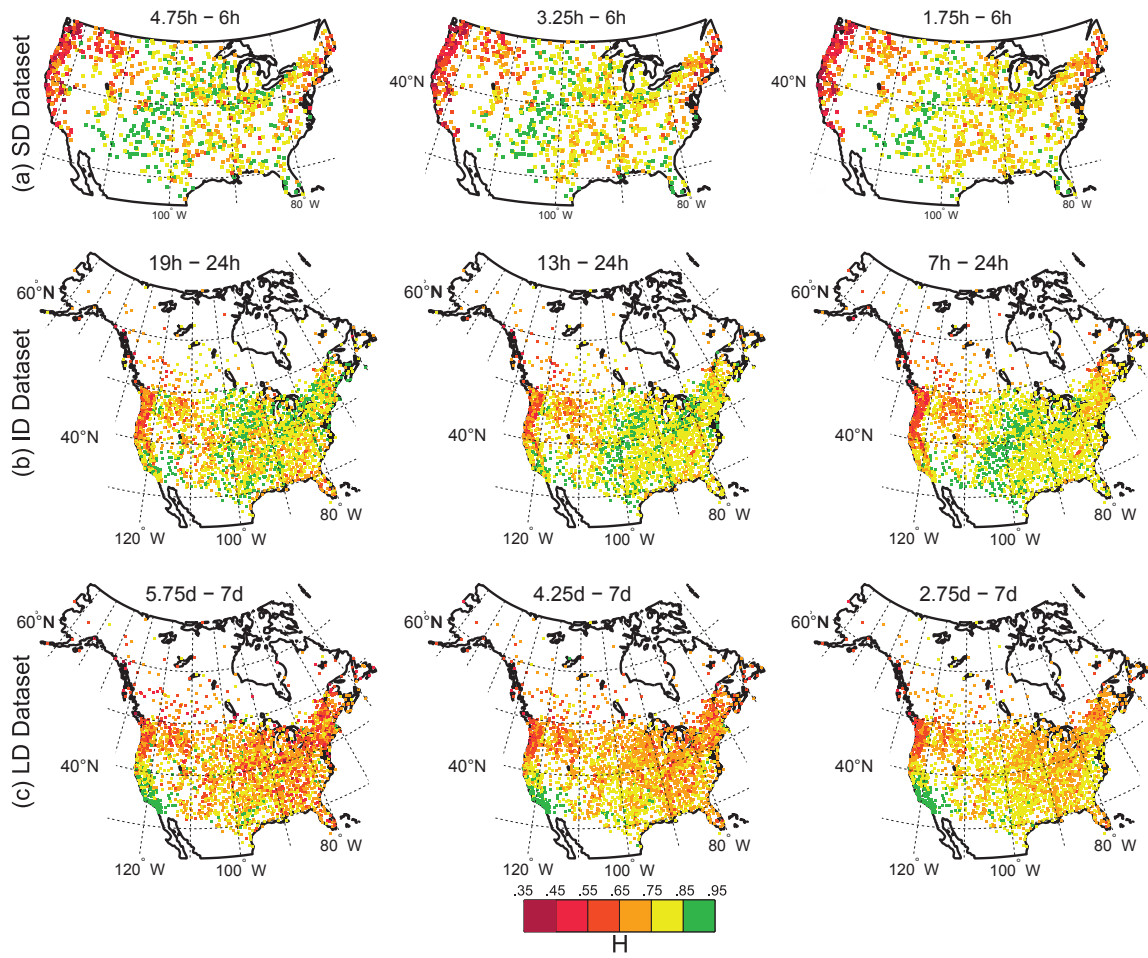 4.75h − 6h
3.25h − 6h
1.75h − 6h
(a) SD Dataset
40°N
40°N
40°N
100° W
80° W
100° W
80° W
100° W
80° W
19h − 24h
13h − 24h
7h − 24h
(b) ID Dataset
60°N
60°N
60°N
40°N
40°N
40°N
120° W
100° W
80° W
120° W
100° W
80° W
120° W
100° W
80° W
5.75d − 7d
4.25d − 7d
2.75d − 7d
(c) LD Dataset
60°N
60°N
60°N
40°N
40°N
40°N
120° W
100° W
80° W
120° W
100° W
80° W
120° W
100° W
80° W
.35 .45 .55 .65 .75 .85 .95
H